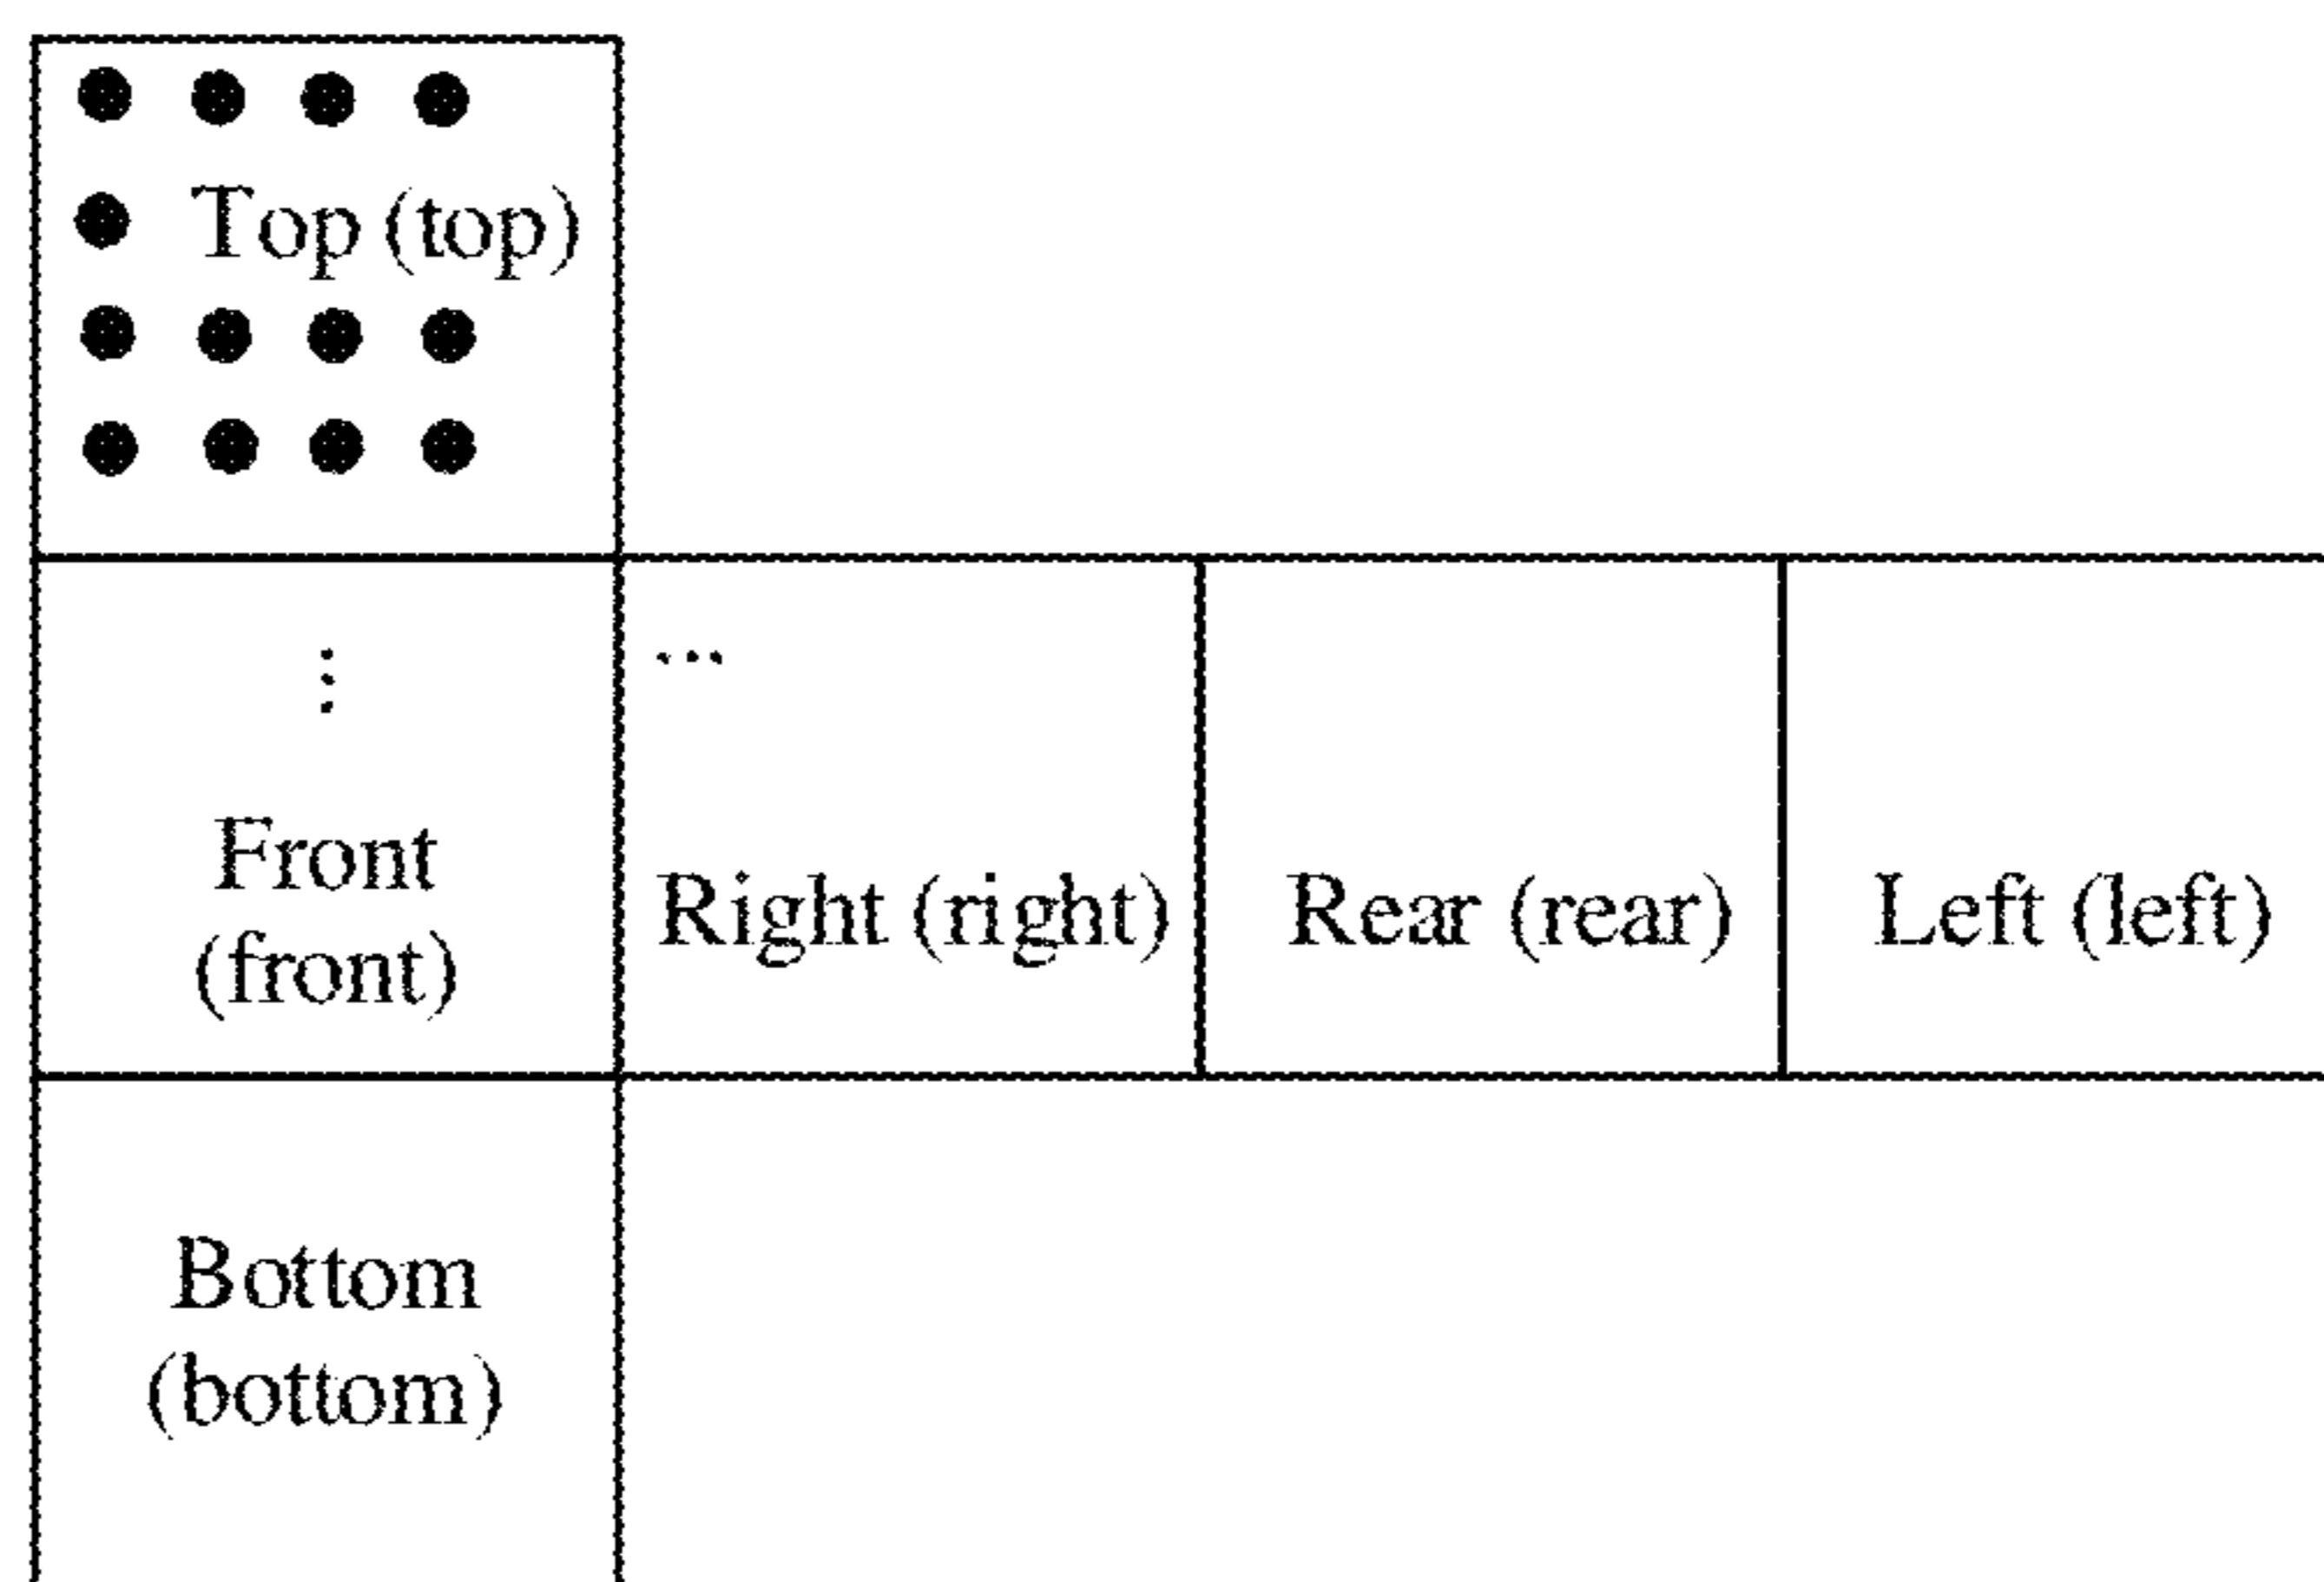 Top (top)
⋮
...
Front
(front)
Right (right)
Rear (rear)
Left (left)
Bottom
(bottom)